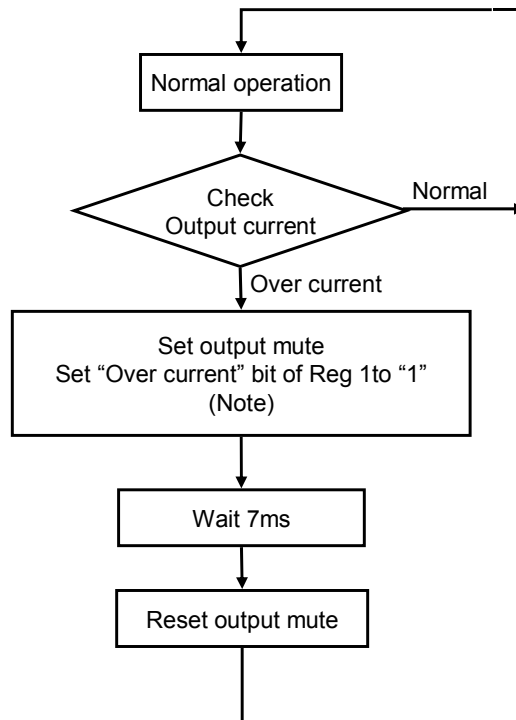 Normal operation
Check
Output current
Normal
Over current
Set output mute
Set “Over current” bit of Reg 1to “1”
(Note)
Wait 7ms
Reset output mute